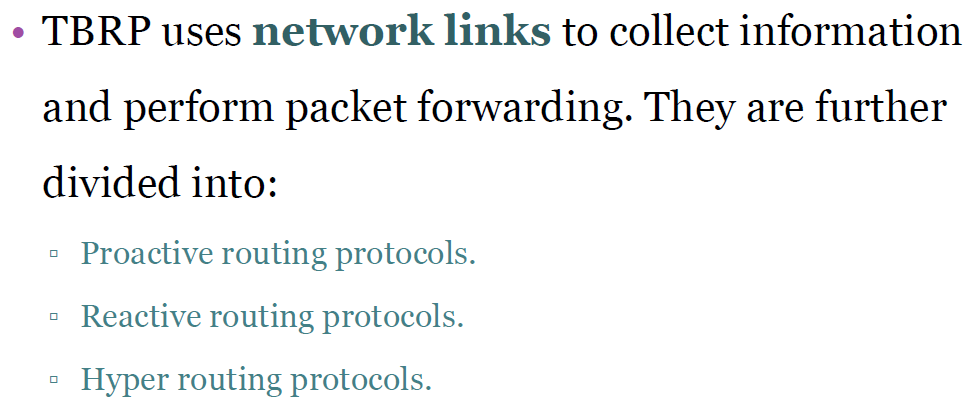 • TBRP uses network links to collect information
and perform packet forwarding. They are further
divided into:
▫ Proactive routing protocols.
▫ Reactive routing protocols.
▫ Hyper routing protocols.